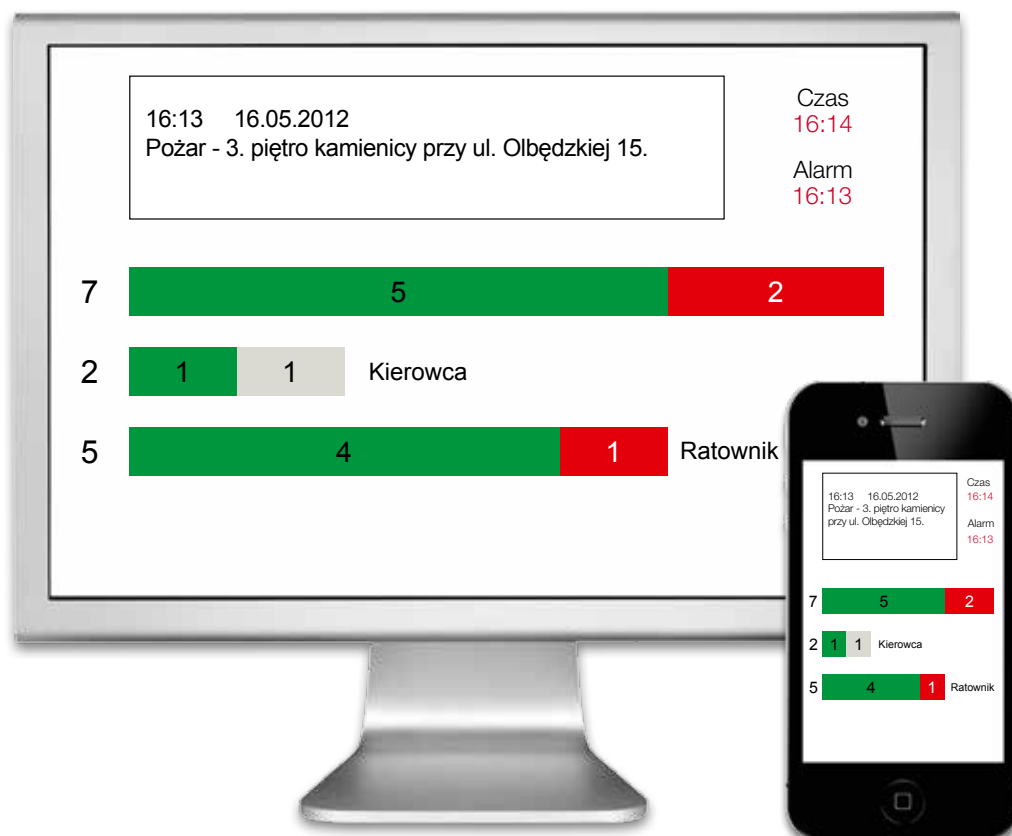 16:13 16.05.2012
Pożar - 3. piętro kamienicy przy ul. Olbędzkiej 15.
Czas
16:14
Alarm
16:13
7 5 2
2 1 1 Kierowca
5 4 1 Ratownik
16:13 16.05.2012
Pożar - 3. piętro kamienicy
przy ul. Olbędzkiej 15.
Czas
16:14
Alarm
16:13
7 5 2
2 1 1 Kierowca
5 4 1 Ratownik